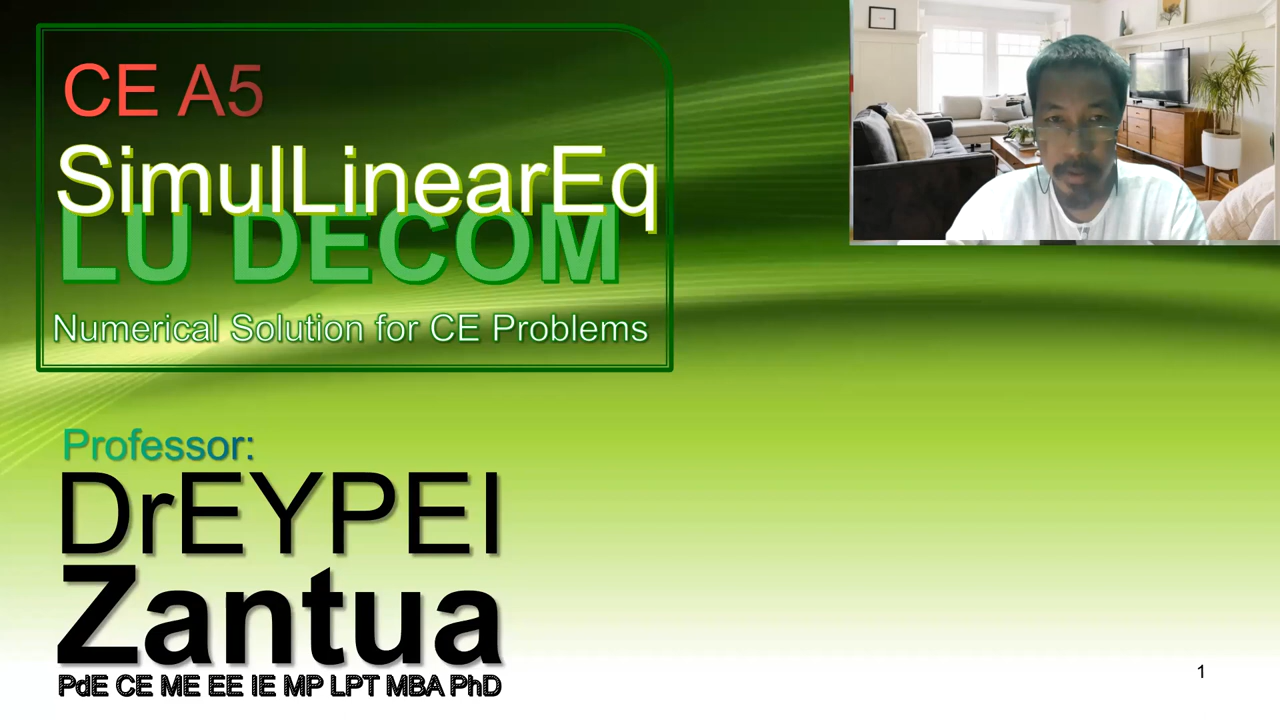 CE A5
SimulLinearEq
LU DECOM
Numerical Solution for CE Problems
Professor:
DrEYPEI
Zantua
PdE CE ME EE IE MP LPT MBA PhD
1